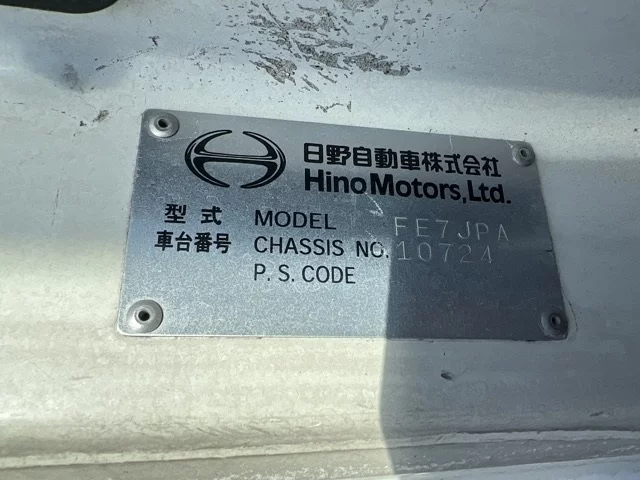 日野自動車株式会社
Hino Motors, Ltd.
型式 MODEL FE7JPA
車台番号 CHASSIS NO. 10724
P. S. CODE